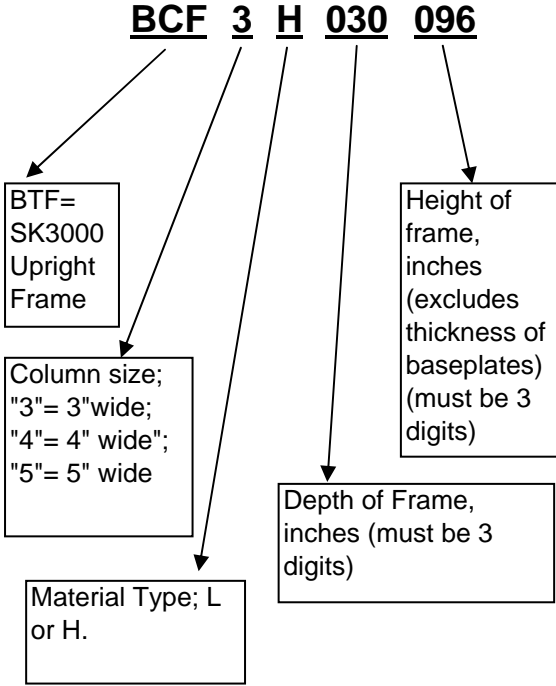 BCF 3 H 030 096
BTF=
SK3000
Upright
Frame
Height of
frame,
inches
(excludes
thickness of
baseplates)
(must be 3
digits)
Column size;
"3"= 3"wide;
"4"= 4" wide";
"5"= 5" wide
Depth of Frame,
inches (must be 3
digits)
Material Type; L
or H.